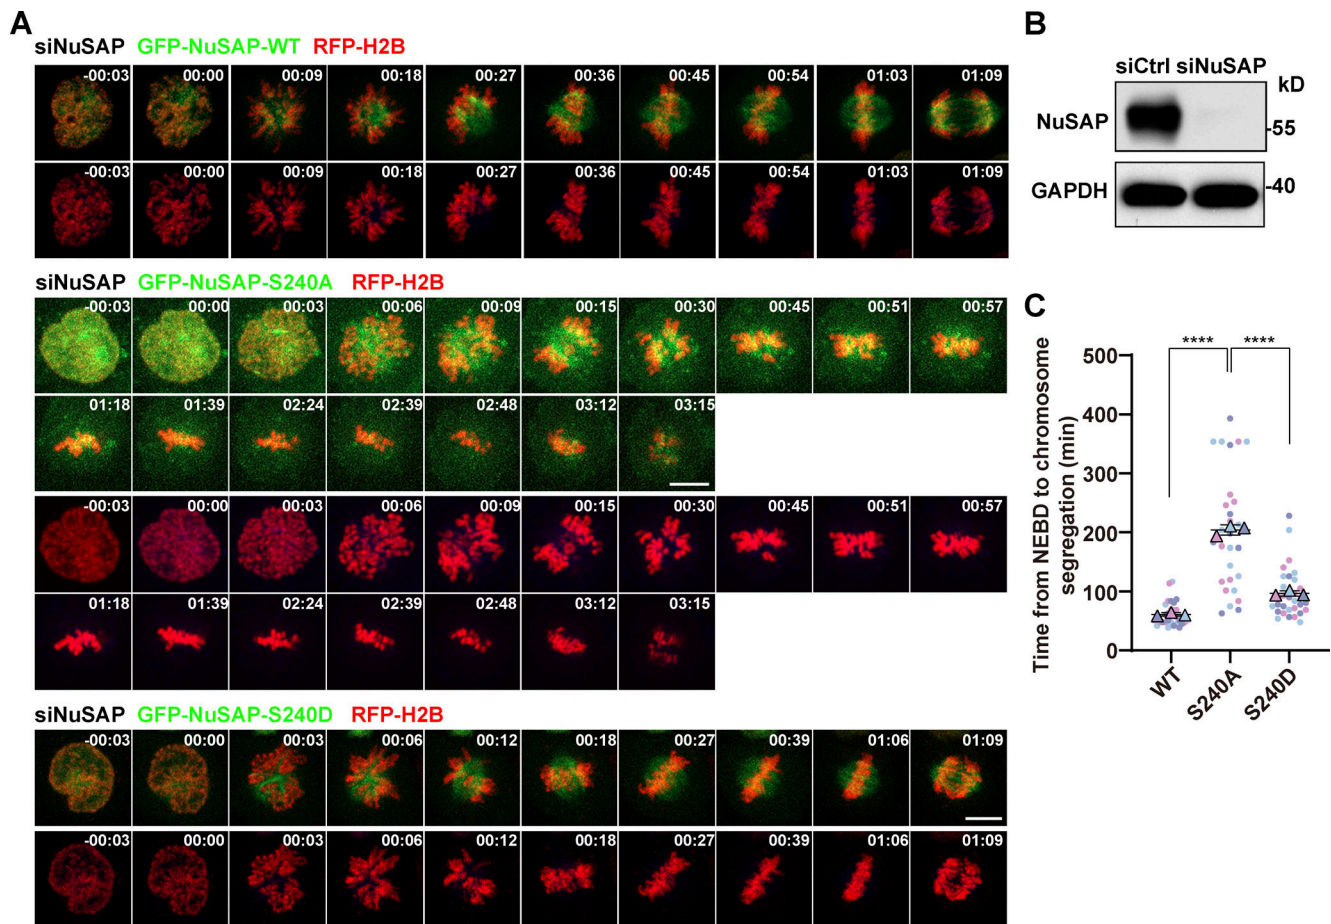 A
siNuSAP GFP-NuSAP-WT RFP-H2B
-00:03 00:00 00:09 00:18 00:27 00:36 00:45 00:54 01:03 01:09
-00:03 00:00 00:09 00:18 00:27 00:36 00:45 00:54 01:03 01:09
siNuSAP GFP-NuSAP-S240A RFP-H2B
-00:03 00:00 00:03 00:06 00:09 00:15 00:30 00:45 00:51 00:57
01:18 01:39 02:24 02:39 02:48 03:12 03:15
-00:03 00:00 00:03 00:06 00:09 00:15 00:30 00:45 00:51 00:57
01:18 01:39 02:24 02:39 02:48 03:12 03:15
siNuSAP GFP-NuSAP-S240D RFP-H2B
-00:03 00:00 00:03 00:06 00:12 00:18 00:27 00:39 01:06 01:09
-00:03 00:00 00:03 00:06 00:12 00:18 00:27 00:39 01:06 01:09
B
siCtrl siNuSAP
kD
NuSAP
-55
GAPDH
-40
C
Time from NEBD to chromosome
segregation (min)
500
400
300
200
100
0
**** ****
WT S240A S240D